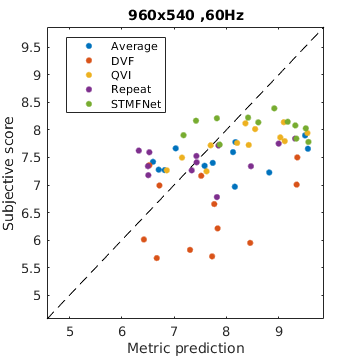 960x540 ,60Hz
Average
DVF
QVI
Repeat
STMFNet
Subjective score
9.5
9
8.5
8
7.5
7
6.5
6
5.5
5
5 6 7 8 9
Metric prediction